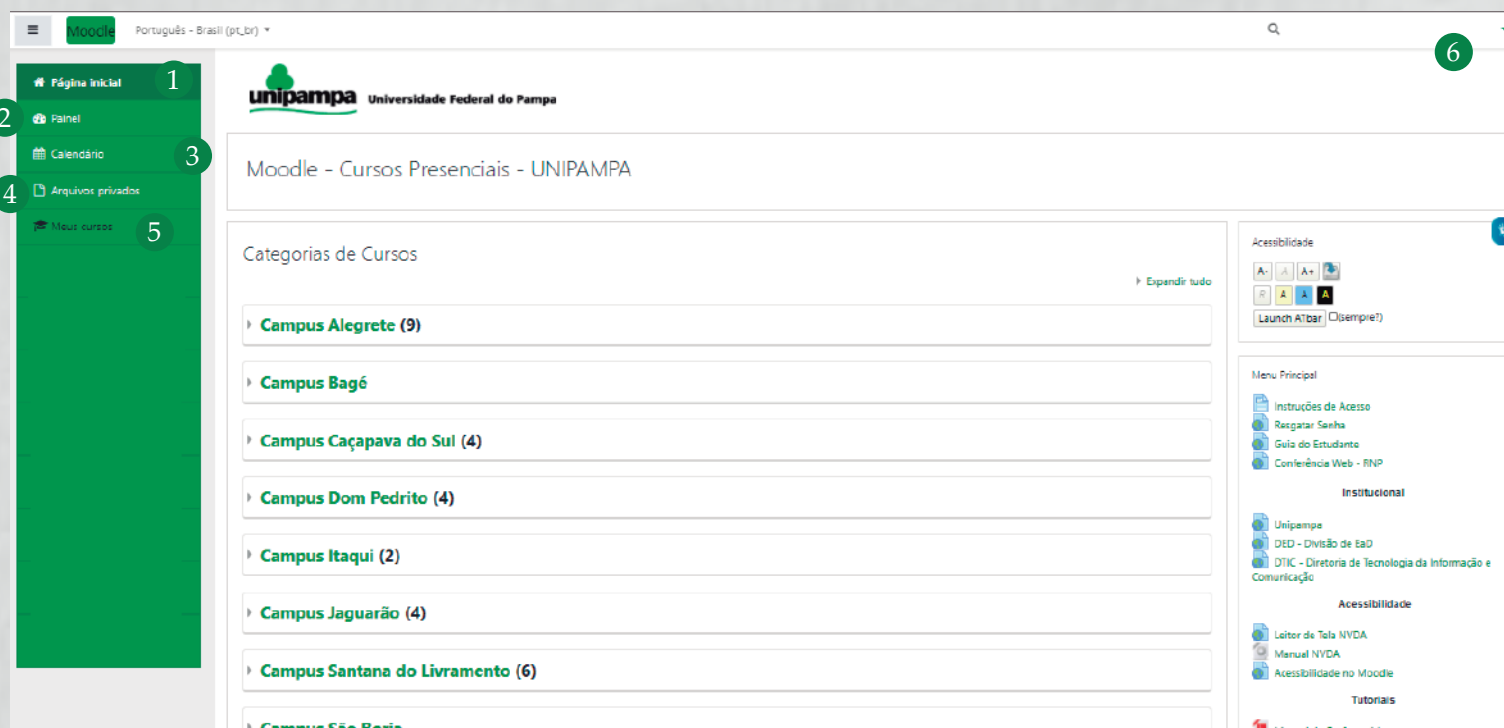 Moodle Português - Brasil (pt_br)
6
Página inicial 1
2 Painel
Calendário 3
4 Arquivos privados
Meus cursos 5
unipampa Universidade Federal do Pampa
Moodle - Cursos Presenciais - UNIPAMPA
Categorias de Cursos
Expandir tudo
Campus Alegrete (9)
Campus Bagé
Campus Caçapava do Sul (4)
Campus Dom Pedrito (4)
Campus Itaqui (2)
Campus Jaguarão (4)
Campus Santana do Livramento (6)
Campus São Borja
Acessibilidade
A- A A+
R A A A
Launch ATbar (sempre?)
Menu Principal
Instruções de Acesso
Resgatar Senha
Guia do Estudante
Conferência Web - RNP
Institucional
Unipampa
DED - Divisão de EaD
DTIC - Diretoria de Tecnologia da Informação e
Comunicação
Acessibilidade
Leitor de Tela NVDA
Manual NVDA
Acessibilidade no Moodle
Tutoriais